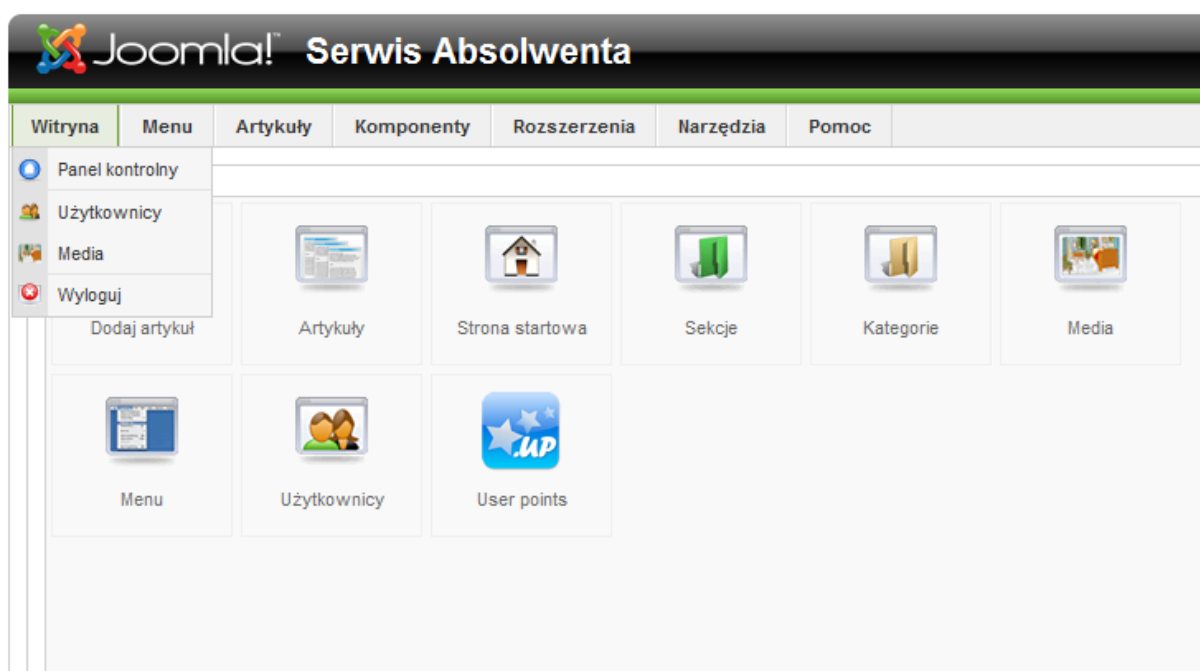 Joomla!™ Serwis Absolwenta
Witryna Menu Artykuły Komponenty Rozszerzenia Narzędzia Pomoc
Panel kontrolny
Użytkownicy
Media
Wyloguj
Dodaj artykuł Artykuły Strona startowa Sekcje Kategorie Media
.UP
Menu Użytkownicy User points